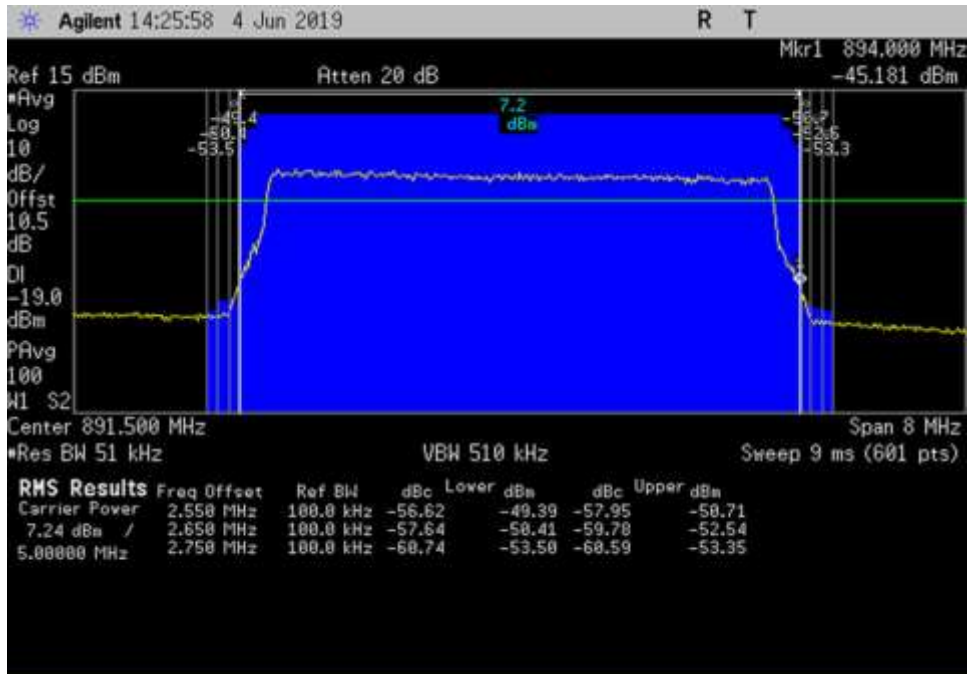 Agilent 14:25:58 4 Jun 2019 R T
Mkr1 894.000 MHz
Ref 15 dBm Atten 20 dB -45.181 dBm
#Avg
Log
10
dB/
Offst
10.5
dB
DI
-19.0
dBm
PAvg
100
W1 S2
7.2
dBm
-53.5
-53.3
Center 891.500 MHz Span 8 MHz
#Res BW 51 kHz VBW 510 kHz Sweep 9 ms (601 pts)
RMS Results Freq Offset Ref BW dBc Lower dBm dBc Upper dBm
Carrier Power 2.550 MHz 100.0 kHz -56.62 -49.39 -57.95 -50.71
7.24 dBm / 2.650 MHz 100.0 kHz -57.64 -50.41 -59.78 -52.54
5.00000 MHz 2.750 MHz 100.0 kHz -60.74 -53.50 -60.59 -53.35